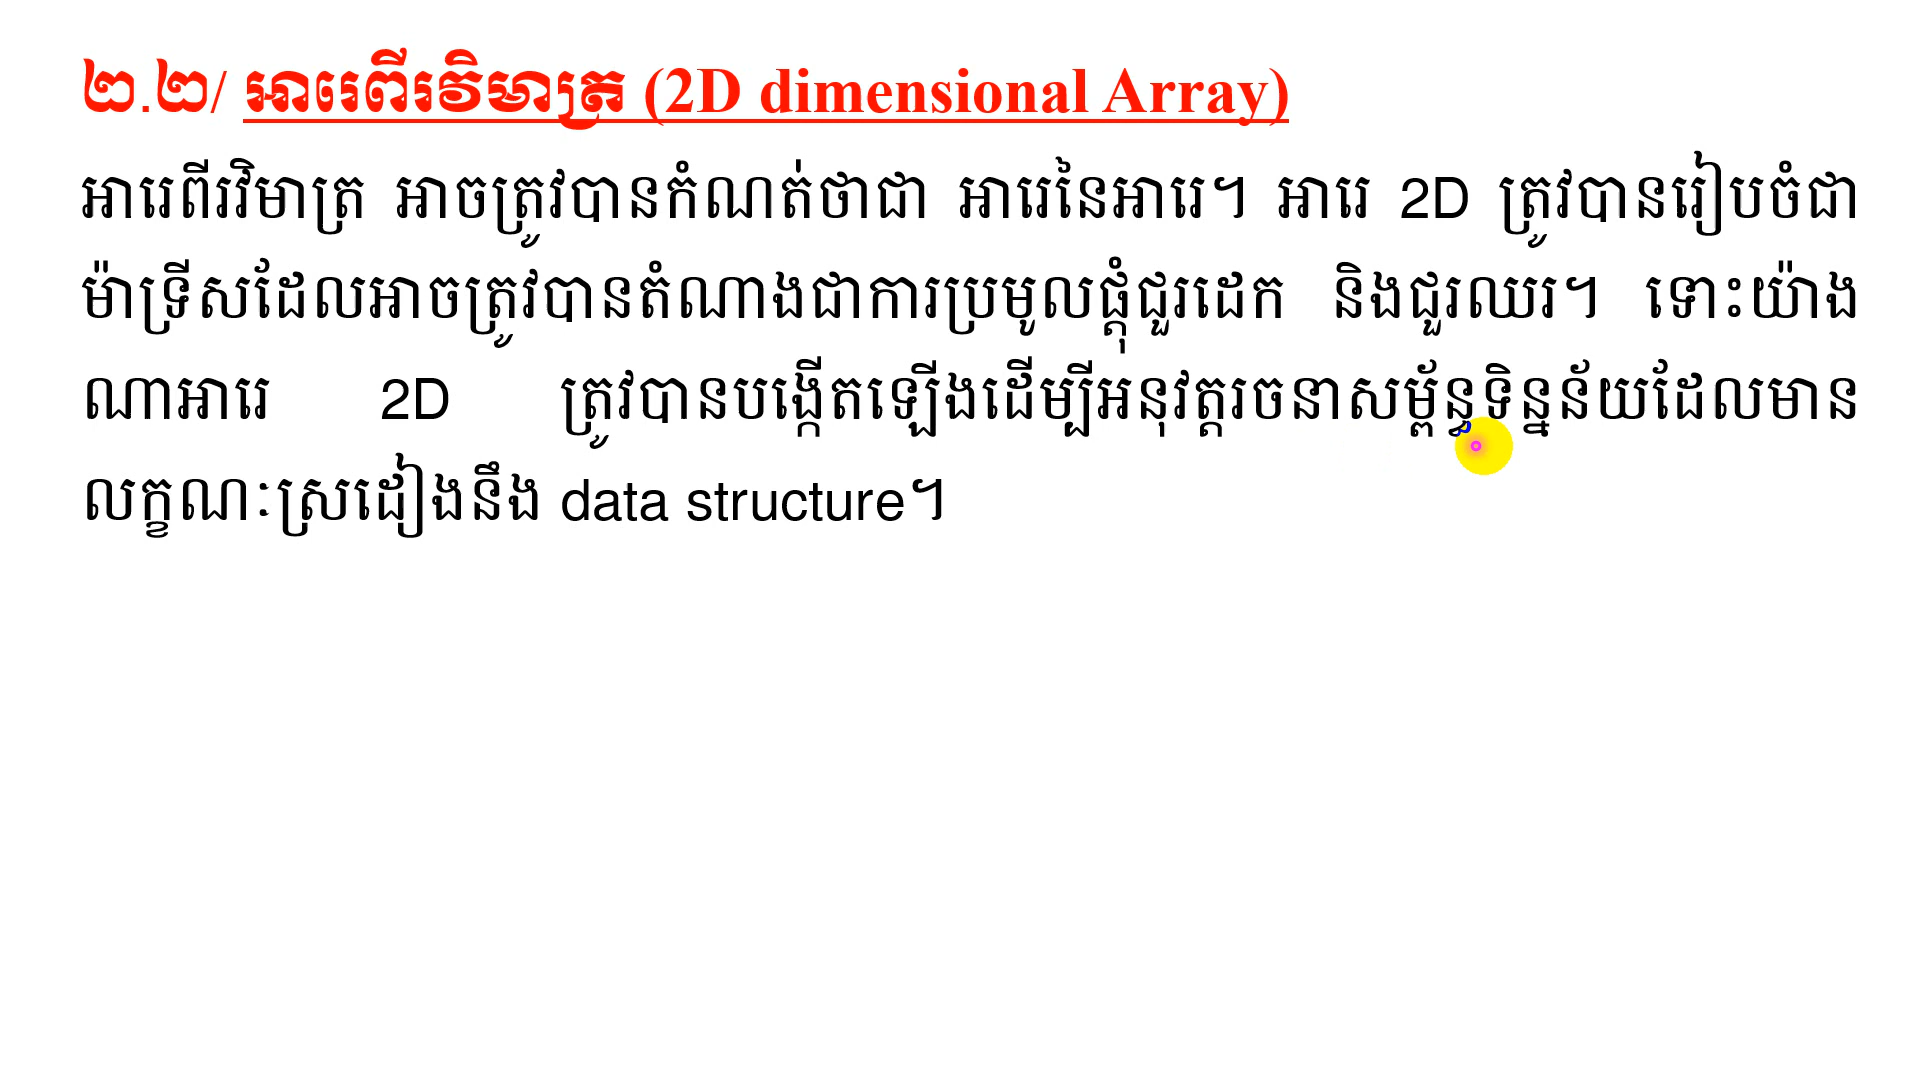 ២.២/ អារេពីរវិមាត្រ (2D dimensional Array)
អារេពីរវិមាត្រ អាចត្រូវបានកំណត់ថាជា អារេនៃអារេ។ អារេ 2D ត្រូវបានរៀបចំជា
ម៉ាទ្រីសដែលអាចត្រូវបានតំណាងជាការប្រមូលផ្តុំជួរដេក និងជួរឈរ។ ទោះយ៉ាង
ណាអារេ 2D ត្រូវបានបង្កើតឡើងដើម្បីអនុវត្តរចនាសម្ព័ន្ធទិន្នន័យដែលមាន
លក្ខណៈស្រដៀងនឹង data structure។